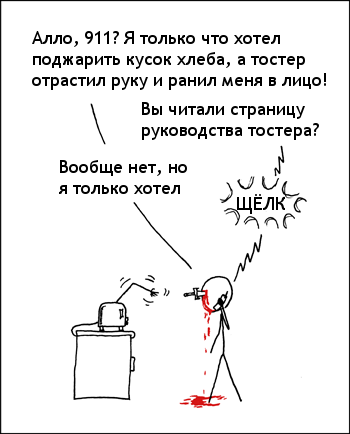 Алло, 911? Я только что хотел
поджарить кусок хлеба, а тостер
отрастил руку и ранил меня в лицо!
Вы читали страницу
руководства тостера?
Вообще нет, но
я только хотел
ЩЁЛК